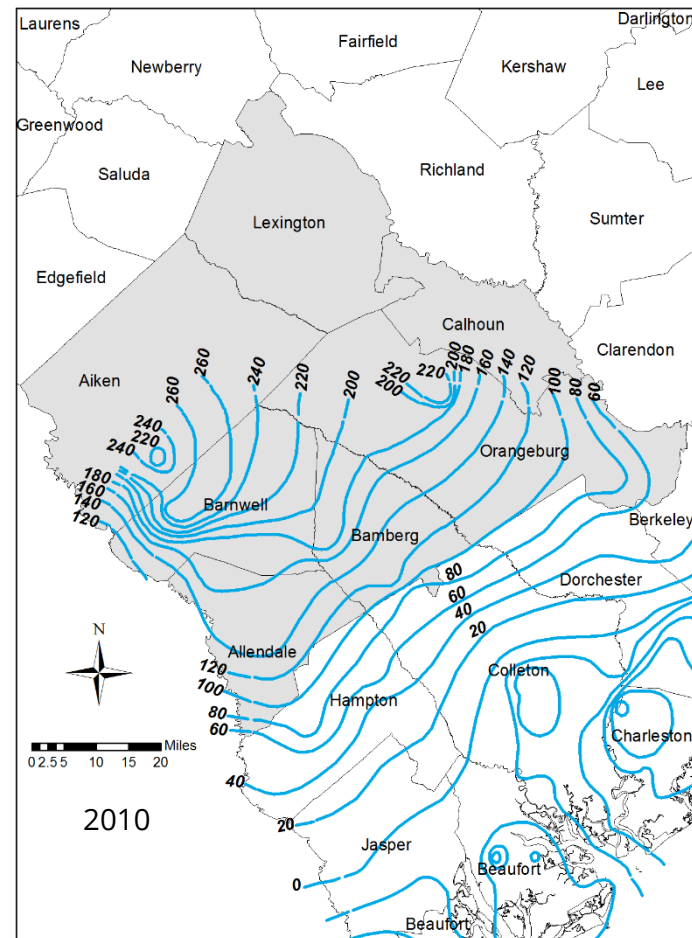 Laurens
Darlington
Fairfield
Newberry
Kershaw
Lee
Greenwood
Saluda
Richland
Lexington
Sumter
Edgefield
Calhoun
Clarendon
Aiken
260
260
240
220
200
220
220
200
200
180
160
140
120
100
80
60
240
220
240
Orangeburg
180
160
140
120
Barnwell
Bamberg
Berkeley
80
60
40
20
Dorchester
N
Allendale
120
100
80
60
Hampton
Colleton
Charleston
Miles
0 2.5 5 10 15 20
40
20
2010
Jasper
0
Beaufort
Beaufort